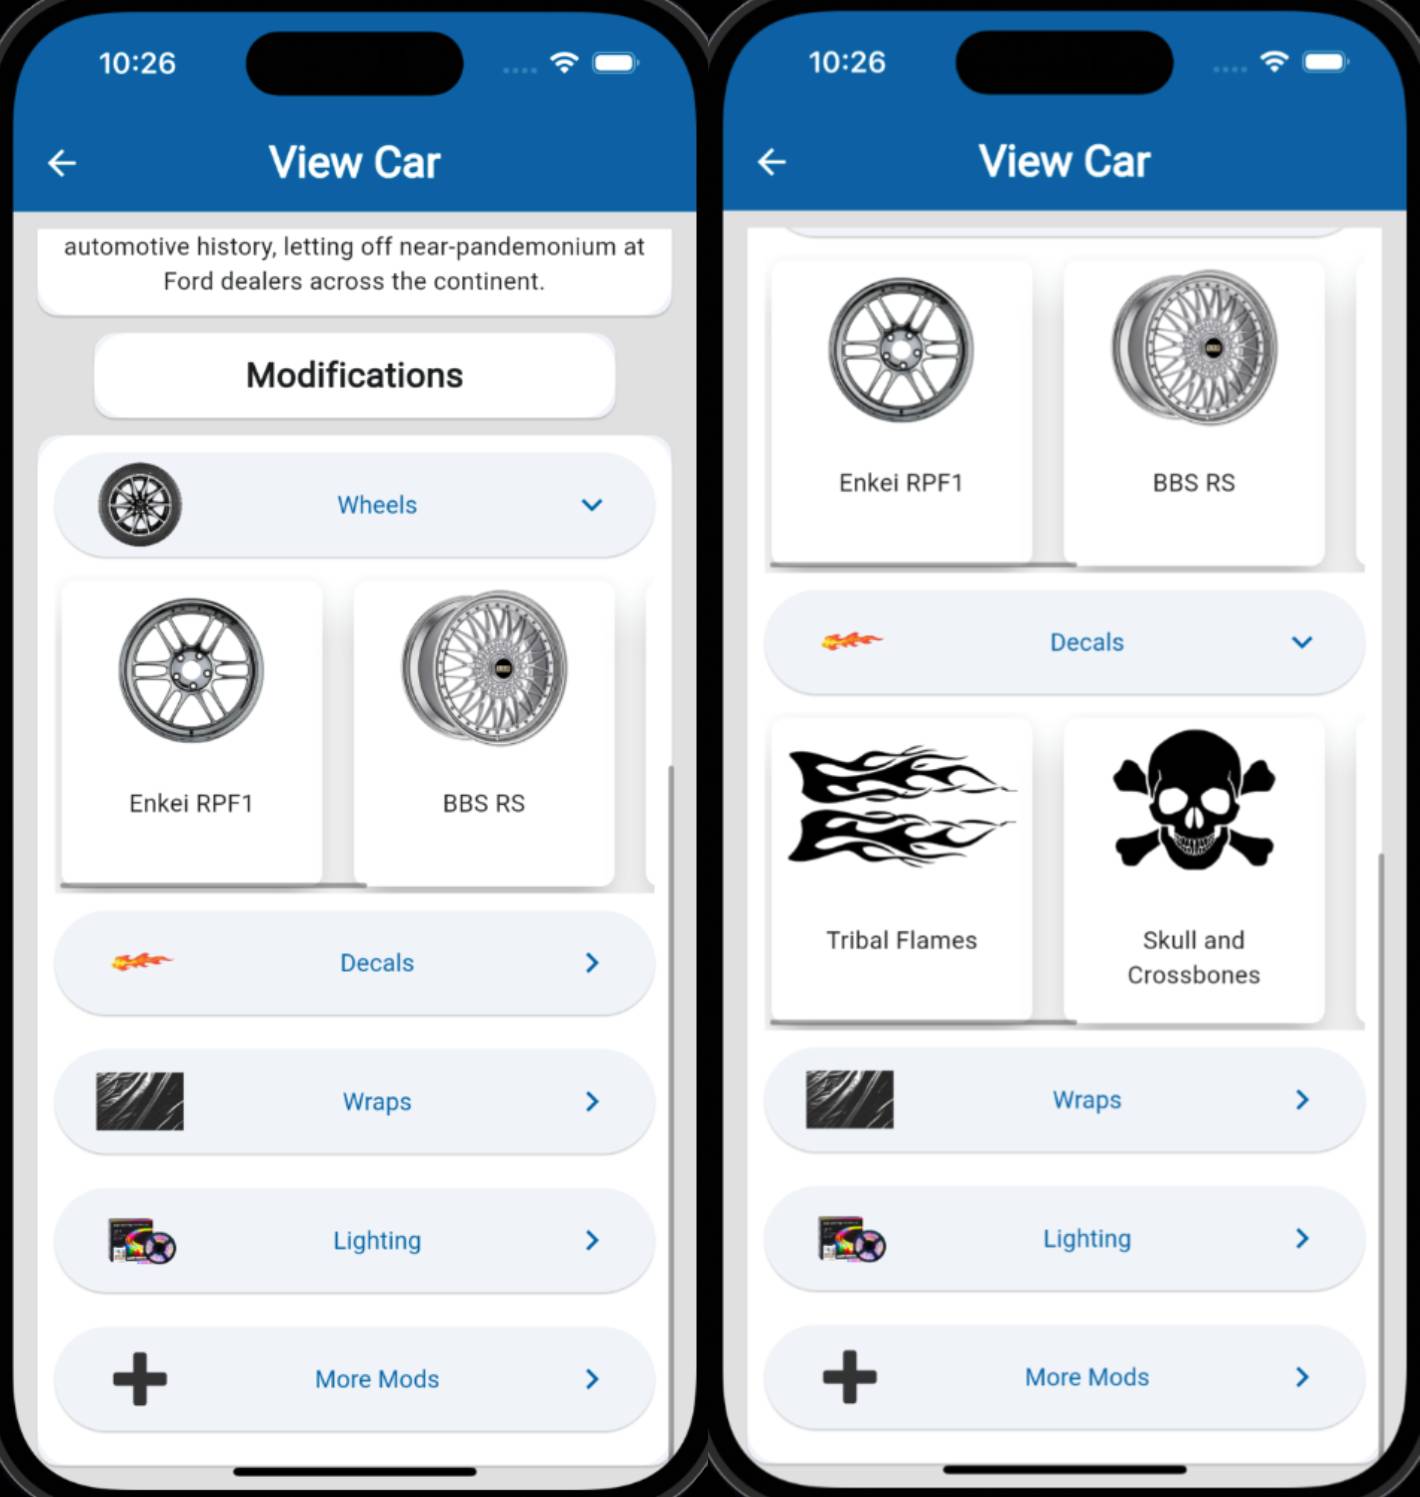 10:26
View Car
automotive history, letting off near-pandemonium at
Ford dealers across the continent.
Modifications
Wheels
Enkei RPF1
BBS RS
Decals
Wraps
Lighting
More Mods
10:26
View Car
Enkei RPF1
BBS RS
Decals
Tribal Flames
Skull and
Crossbones
Wraps
Lighting
More Mods